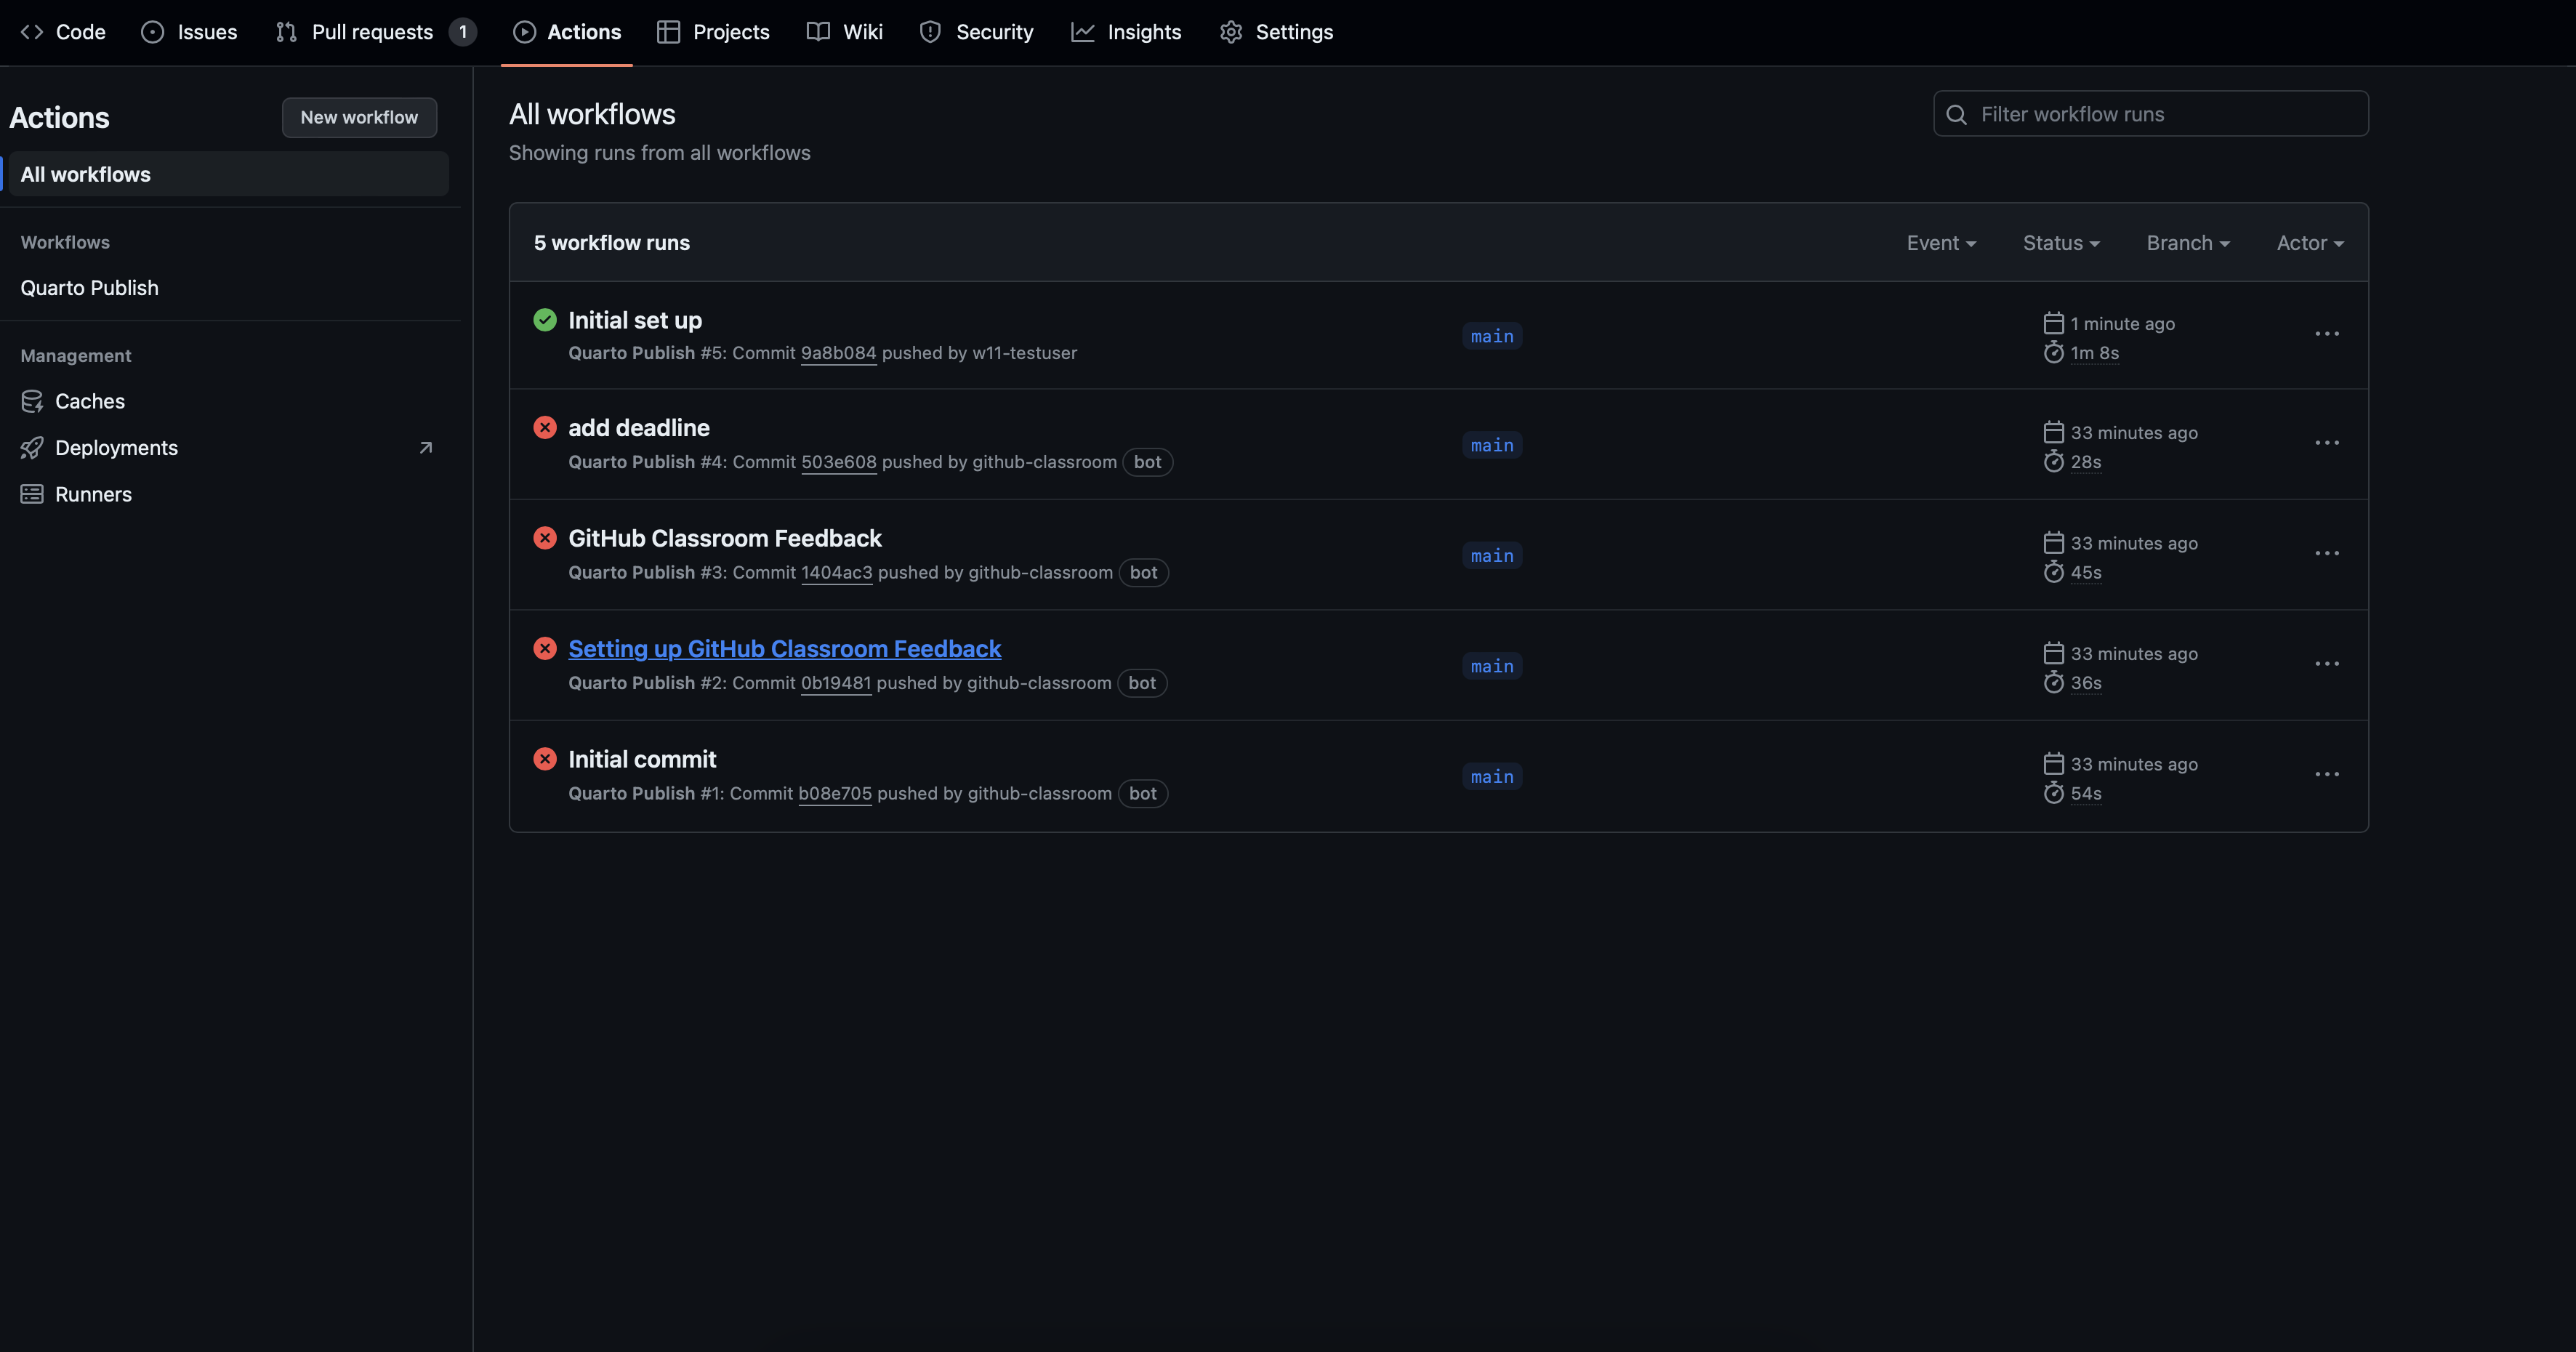 Code Issues Pull requests 1 Actions Projects Wiki Security Insights Settings
Actions New workflow
All workflows
Workflows
Quarto Publish
Management
Caches
Deployments
Runners
All workflows
Showing runs from all workflows
Filter workflow runs
5 workflow runs Event Status Branch Actor
Initial set up
Quarto Publish #5: Commit 9a8b084 pushed by w11-testuser
main
1 minute ago
1m 8s
add deadline
Quarto Publish #4: Commit 503e608 pushed by github-classroom bot
main
33 minutes ago
28s
GitHub Classroom Feedback
Quarto Publish #3: Commit 1404ac3 pushed by github-classroom bot
main
33 minutes ago
45s
Setting up GitHub Classroom Feedback
Quarto Publish #2: Commit 0b19481 pushed by github-classroom bot
main
33 minutes ago
36s
Initial commit
Quarto Publish #1: Commit b08e705 pushed by github-classroom bot
main
33 minutes ago
54s